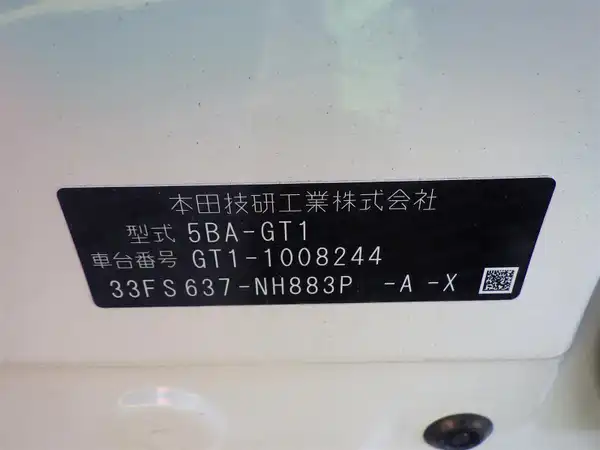 本田技研工業株式会社
型式 5BA-GT1
車台番号 GT1-1008244
33FS637-NH883P -A -X